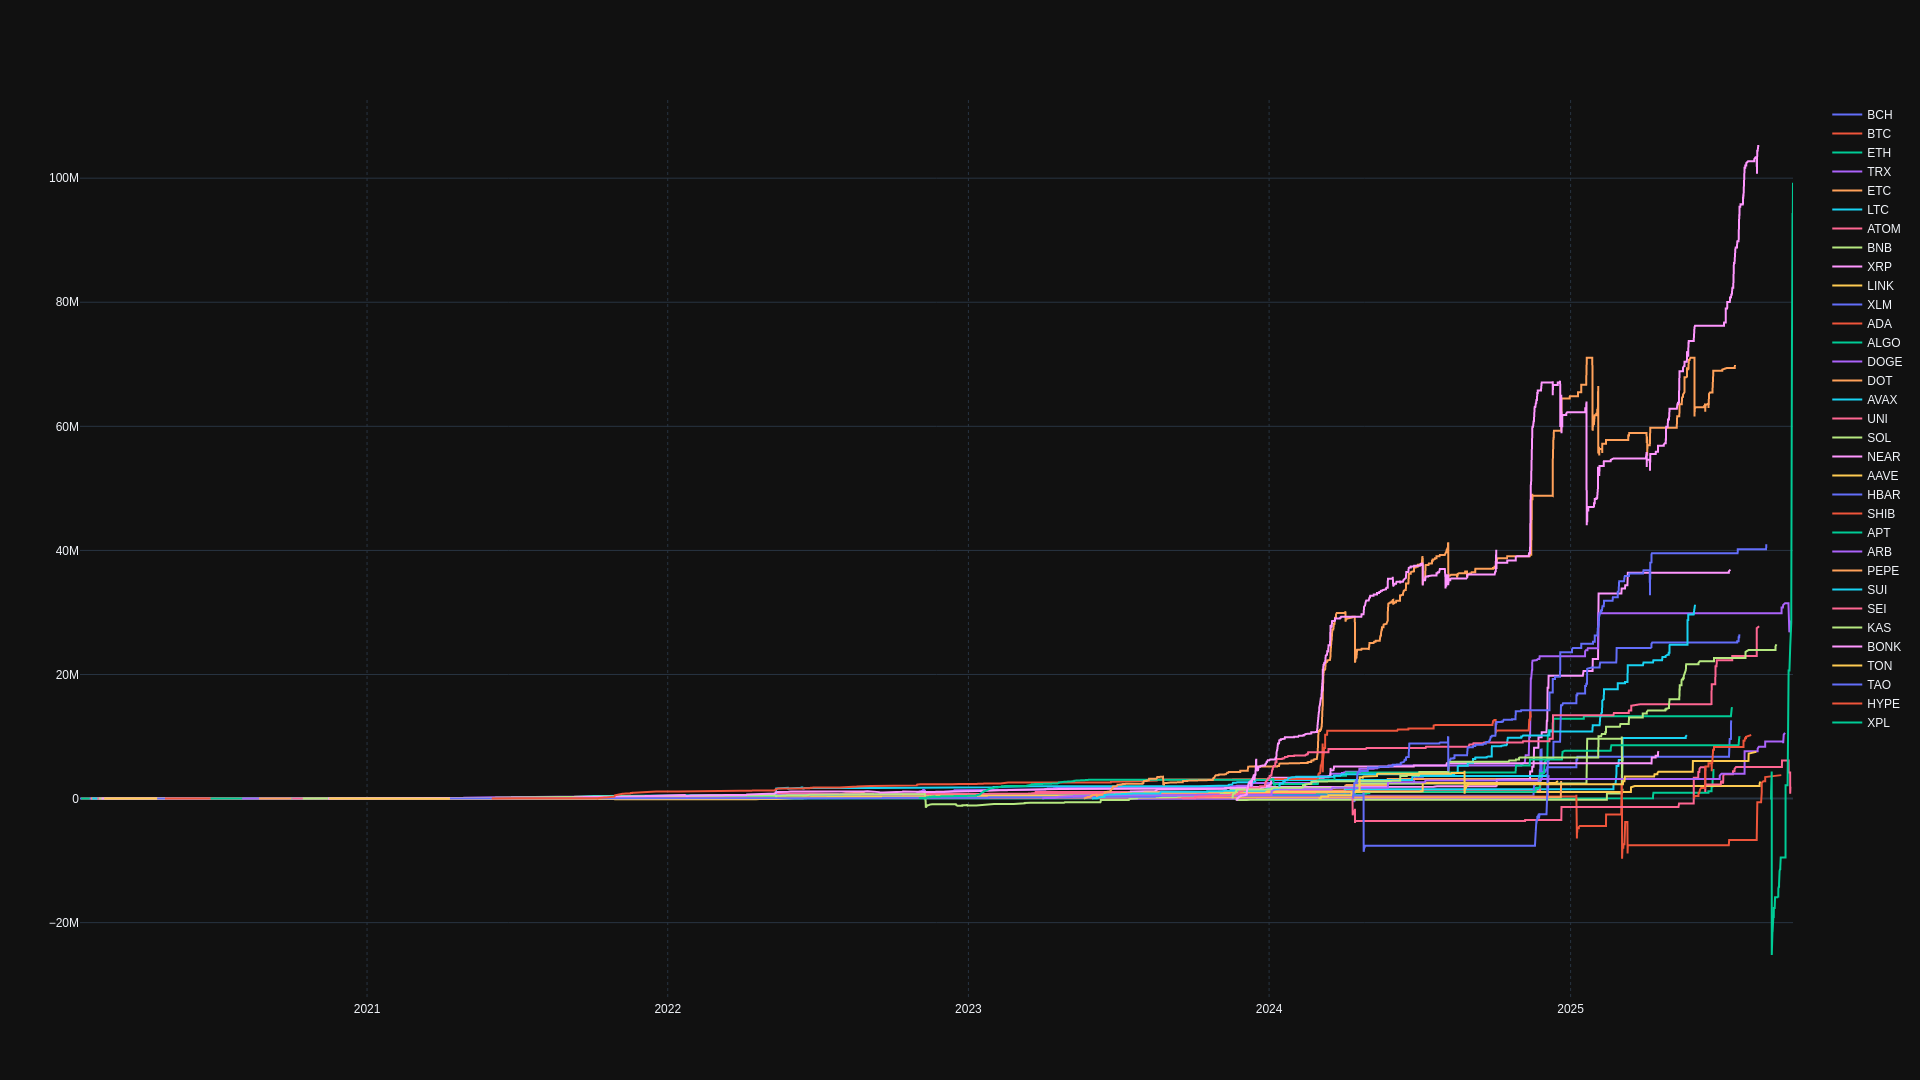 100M
80M
60M
40M
20M
0
−20M
2021
2022
2023
2024
2025
BCH
BTC
ETH
TRX
ETC
LTC
ATOM
BNB
XRP
LINK
XLM
ADA
ALGO
DOGE
DOT
AVAX
UNI
SOL
NEAR
AAVE
HBAR
SHIB
APT
ARB
PEPE
SUI
SEI
KAS
BONK
TON
TAO
HYPE
XPL